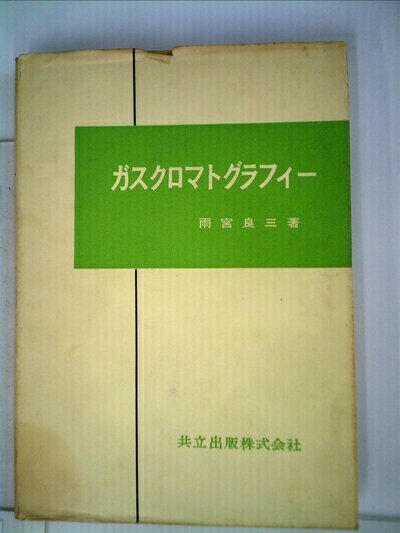 ガスクロマトグラフィー
雨宮良三著
共立出版株式会社